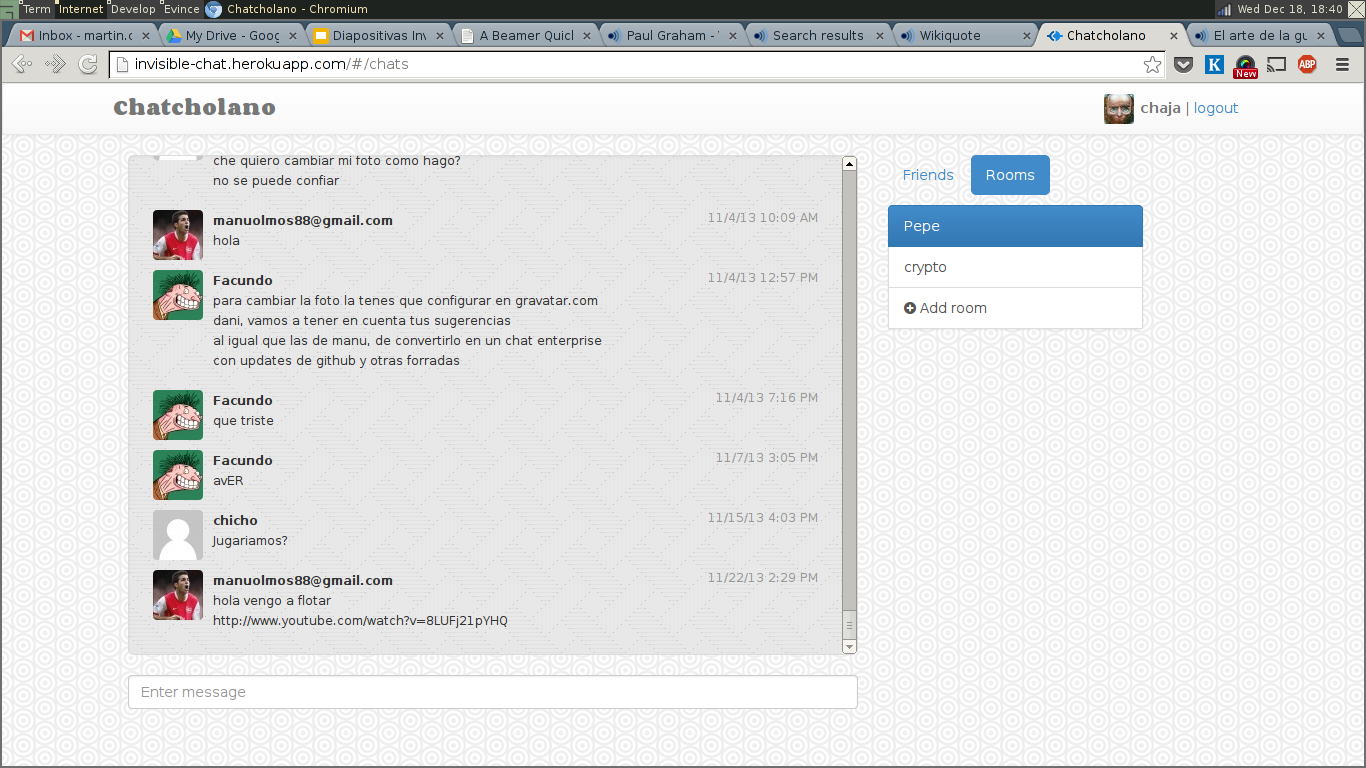 Term Internet Develop Evince Chatcholano - Chromium Wed Dec 18, 18:40
Inbox - martin.c My Drive - Goog Diapositivas Inv A Beamer Quicl Paul Graham - Search results Wikiquote Chatcholano El arte de la gu
invisible-chat.herokuapp.com/#/chats K New ABP
Chatcholano chaja | logout
che quiero cambiar mi foto como hago?
no se puede confiar
manuolmos88@gmail.com 11/4/13 10:09 AM
hola
Facundo 11/4/13 12:57 PM
para cambiar la foto la tenes que configurar en gravatar.com
dani, vamos a tener en cuenta tus sugerencias
al igual que las de manu, de convertirlo en un chat enterprise
con updates de github y otras forradas
Facundo 11/4/13 7:16 PM
que triste
Facundo 11/7/13 3:05 PM
avER
chicho 11/15/13 4:03 PM
Jugariamos?
manuolmos88@gmail.com 11/22/13 2:29 PM
hola vengo a flotar
http://www.youtube.com/watch?v=8LUFj21pYHQ
Enter message
Friends Rooms
Pepe
crypto
Add room